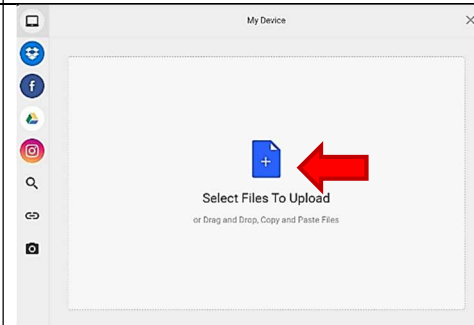 My Device
Select Files To Upload
or Drag and Drop, Copy and Paste Files